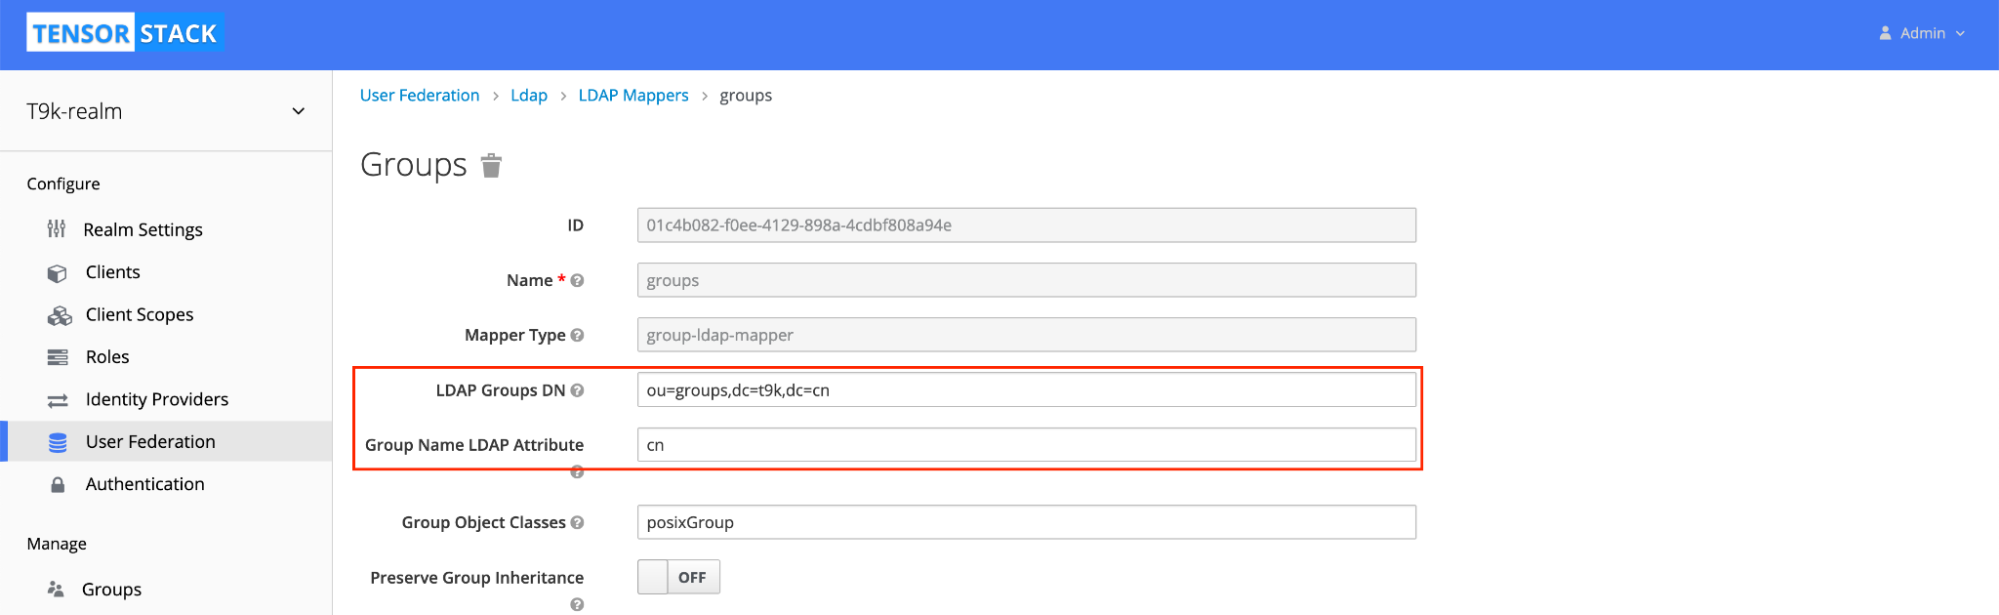 TENSOR STACK
Admin
T9k-realm
Configure
Realm Settings
Clients
Client Scopes
Roles
Identity Providers
User Federation
Authentication
Manage
Groups
User Federation > Ldap > LDAP Mappers > groups
Groups
ID 01c4b082-f0ee-4129-898a-4cdbf808a94e
Name * groups
Mapper Type group-ldap-mapper
LDAP Groups DN ou=groups,dc=t9k,dc=cn
Group Name LDAP Attribute cn
Group Object Classes posixGroup
Preserve Group Inheritance OFF